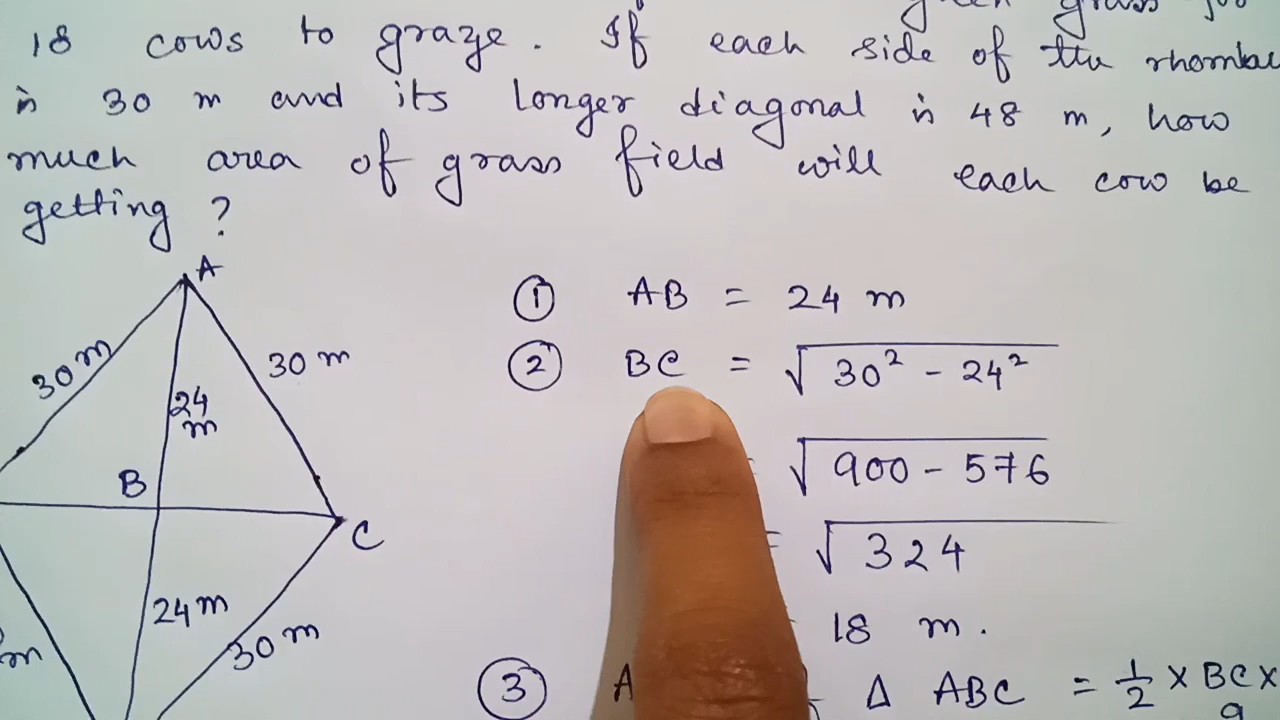 18 cows to graze. If each side of the rhombu
is 30 m and its longer diagonal is 48 m, how
much area of grass field will each cow be
getting ?
A
① AB = 24 m
30 m
30 m
② BC = √30² - 24²
24 m
B
= √900 - 576
C
= √324
24 m
= 18 m.
30 m
m
③ A Δ ABC = 1/2 × BC ×
9